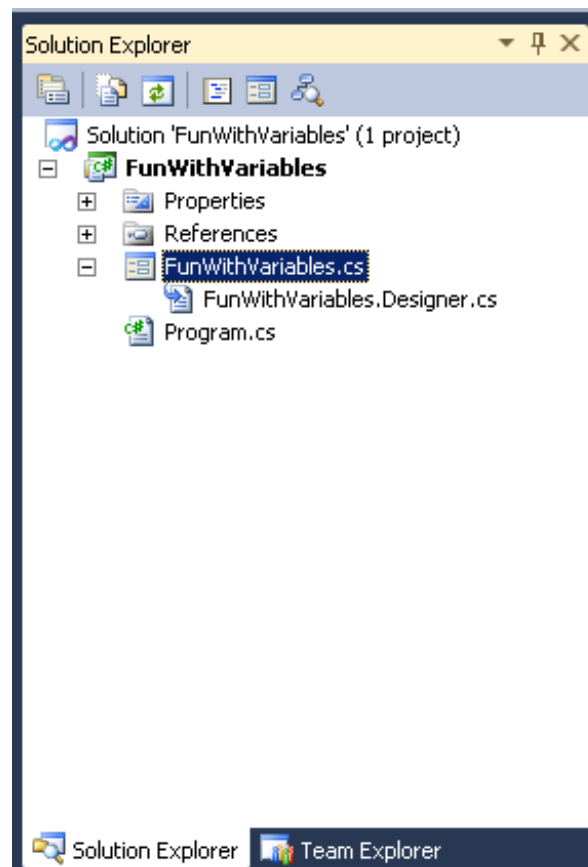 Solution Explorer
Solution 'FunWithVariables' (1 project)
C# FunWithVariables
Properties
References
FunWithVariables.cs
FunWithVariables.Designer.cs
C# Program.cs
Solution Explorer Team Explorer